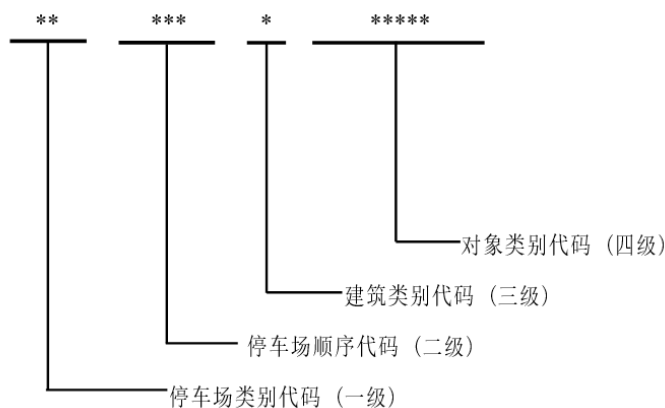 ** *** * *****
对象类别代码（四级）
建筑类别代码（三级）
停车场顺序代码（二级）
停车场类别代码（一级）